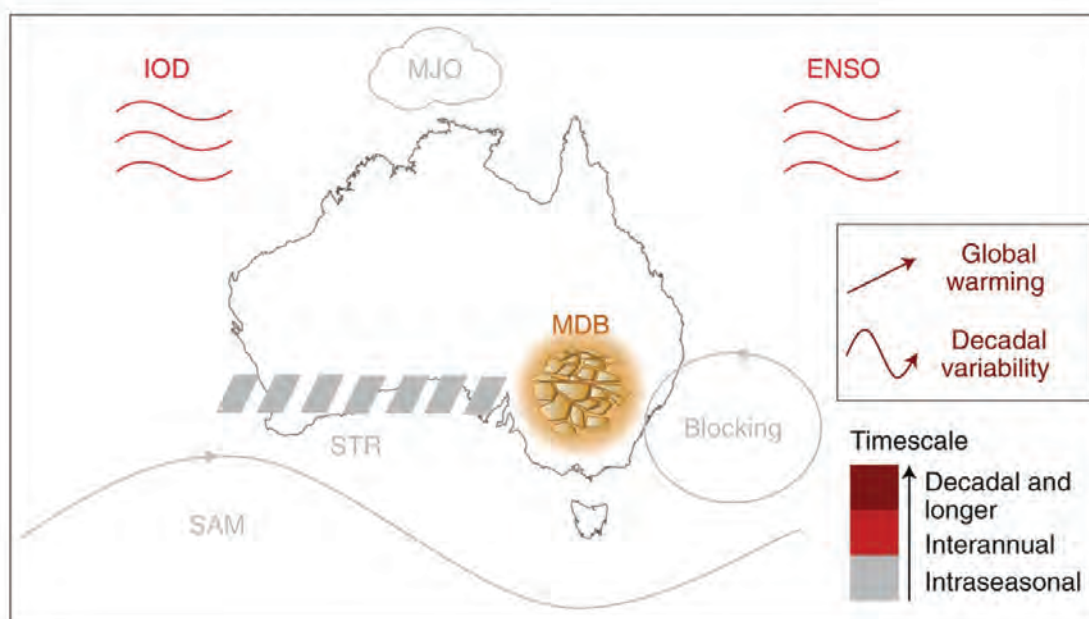 IOD
MJO
ENSO
Global
warming
MDB
Decadal
variability
Blocking
STR
Timescale
Decadal and
longer
SAM
Interannual
Intraseasonal